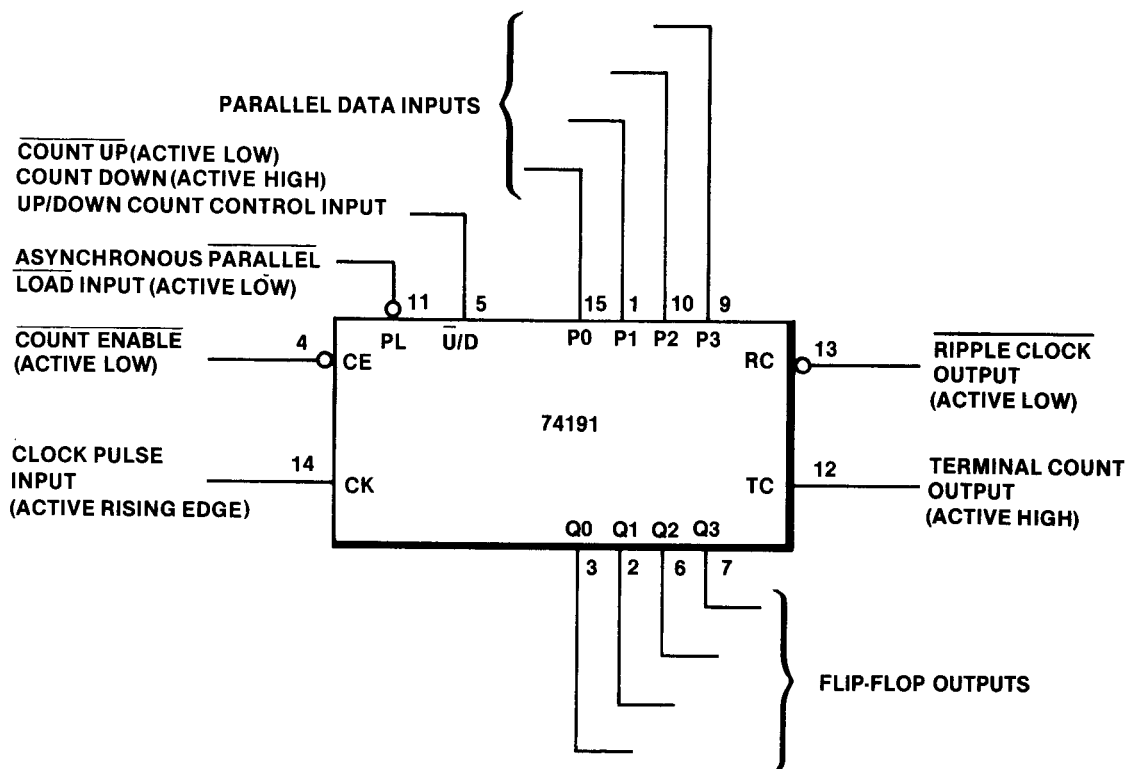 PARALLEL DATA INPUTS
COUNT UP (ACTIVE LOW)
COUNT DOWN (ACTIVE HIGH)
UP/DOWN COUNT CONTROL INPUT
ASYNCHRONOUS PARALLEL
LOAD INPUT (ACTIVE LOW)
11 5 15 1 10 9
PL U̅/D P0 P1 P2 P3
COUNT ENABLE
(ACTIVE LOW)
4
CE
RC
13
RIPPLE CLOCK
OUTPUT
(ACTIVE LOW)
74191
CLOCK PULSE
INPUT
(ACTIVE RISING EDGE)
14
CK
TC
12
TERMINAL COUNT
OUTPUT
(ACTIVE HIGH)
Q0 Q1 Q2 Q3
3 2 6 7
FLIP-FLOP OUTPUTS